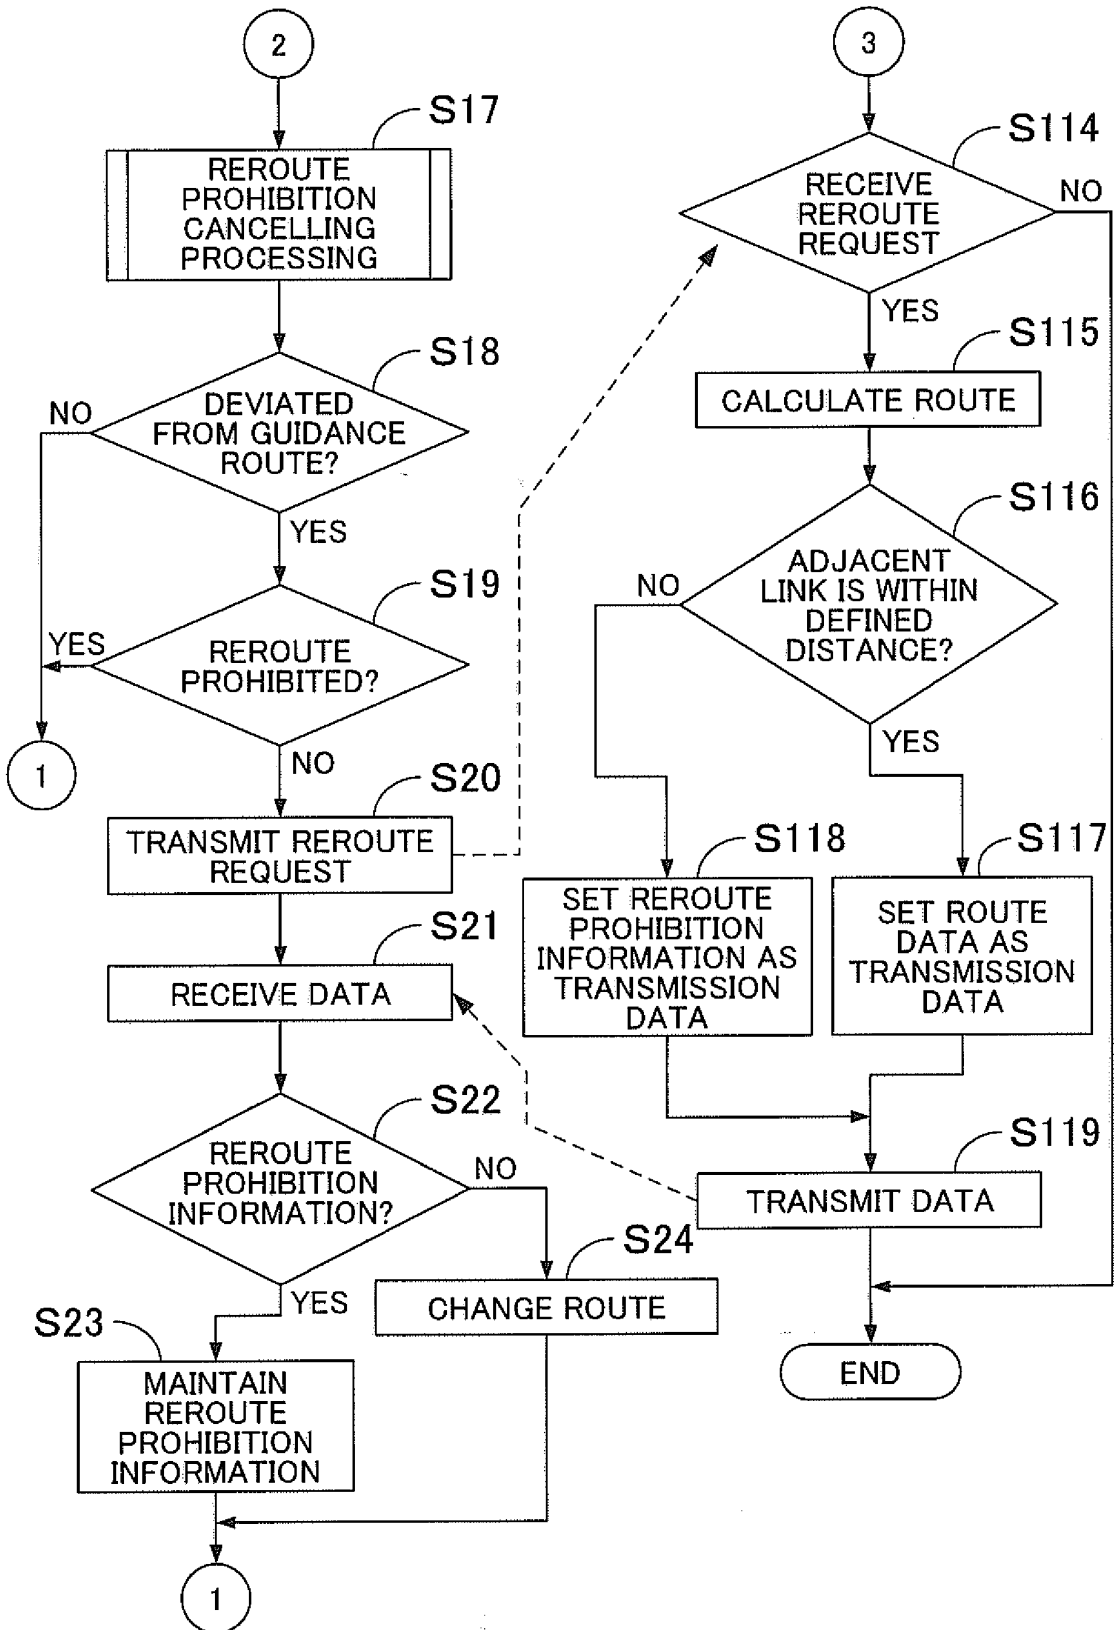 2
S17
REROUTE
PROHIBITION
CANCELLING
PROCESSING
S18
NO
DEVIATED
FROM GUIDANCE
ROUTE?
YES
S19
YES
REROUTE
PROHIBITED?
1
NO
S20
TRANSMIT REROUTE
REQUEST
S21
RECEIVE DATA
S22
REROUTE
PROHIBITION
INFORMATION?
NO
S24
CHANGE ROUTE
YES
S23
MAINTAIN
REROUTE
PROHIBITION
INFORMATION
1
3
S114
RECEIVE
REROUTE
REQUEST
NO
YES
S115
CALCULATE ROUTE
S116
ADJACENT
LINK IS WITHIN
DEFINED
DISTANCE?
NO
YES
S118
SET REROUTE
PROHIBITION
INFORMATION AS
TRANSMISSION
DATA
S117
SET ROUTE
DATA AS
TRANSMISSION
DATA
S119
TRANSMIT DATA
END